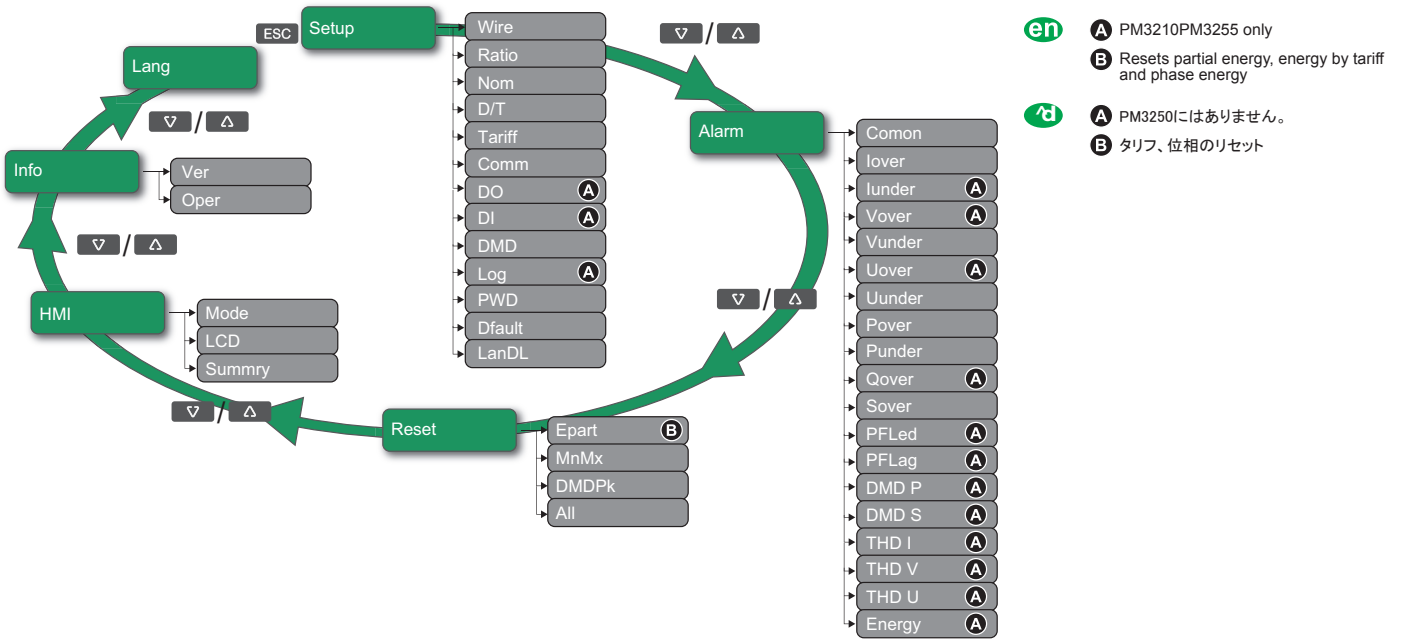 ESC
Setup
Wire
Ratio
Nom
D/T
Tariff
Comm
DO A
DI A
DMD
Log A
PWD
Dfault
LanDL
/
Alarm
Comon
Iover
Iunder A
Vover A
Vunder
Uover A
Uunder
Pover
Punder
Qover A
Sover
PFLed A
PFLag A
DMD P A
DMD S A
THD I A
THD V A
THD U A
Energy A
/
Reset
Epart B
MnMx
DMDPk
All
/
HMI
Mode
LCD
Summry
/
Info
Ver
Oper
/
Lang
en
A PM3210PM3255 only
B Resets partial energy, energy by tariff
and phase energy
^d
A PM3250にはありません。
B タリフ、位相のリセット